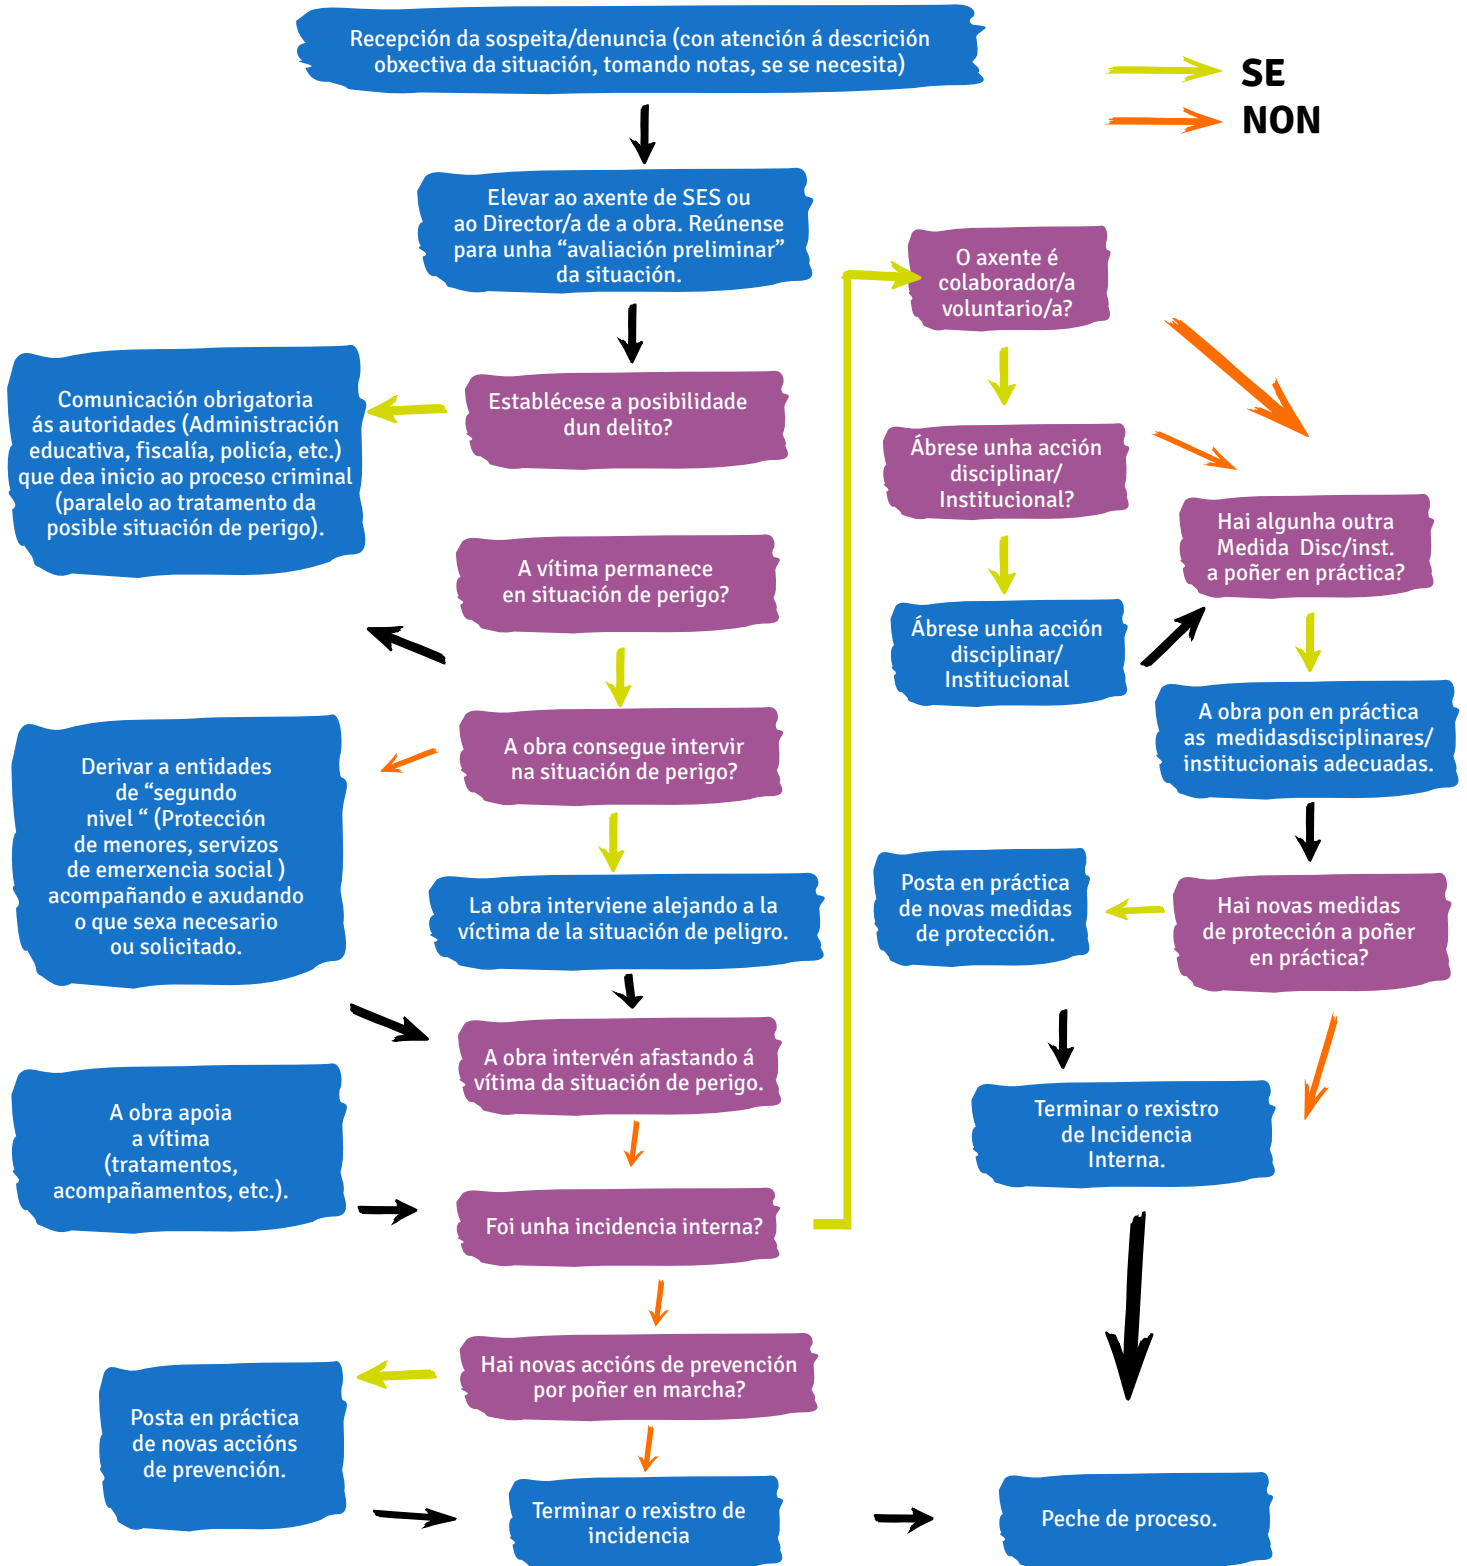 Recepción da sospeita/denuncia (con atención á descrición
obxectiva da situación, tomando notas, se se necesita)
SE
NON
Elevar ao axente de SES ou
ao Director/a de a obra. Reúnense
para unha “avaliación preliminar”
da situación.
Establécese a posibilidade
dun delito?
Comunicación obrigatoria
ás autoridades (Administración
educativa, fiscalía, policía, etc.)
que dea inicio ao proceso criminal
(paralelo ao tratamento da
posible situación de perigo).
A vítima permanece
en situación de perigo?
A obra consegue intervir
na situación de perigo?
Derivar a entidades
de “segundo
nivel “ (Protección
de menores, servizos
de emerxencia social )
acompañando e axudando
o que sexa necesario
ou solicitado.
La obra interviene alejando a la
víctima de la situación de peligro.
A obra intervén afastando á
vítima da situación de perigo.
A obra apoia
a vítima
(tratamentos,
acompañamentos, etc.).
Foi unha incidencia interna?
Hai novas accións de prevención
por poñer en marcha?
Posta en práctica
de novas accións
de prevención.
Terminar o rexistro de
incidencia
O axente é
colaborador/a
voluntario/a?
Ábrese unha acción
disciplinar/
Institucional?
Ábrese unha acción
disciplinar/
Institucional
Hai algunha outra
Medida Disc/inst.
a poñer en práctica?
A obra pon en práctica
as medidasdisciplinares/
institucionais adecuadas.
Hai novas medidas
de protección a poñer
en práctica?
Posta en práctica
de novas medidas
de protección.
Terminar o rexistro
de Incidencia
Interna.
Peche de proceso.